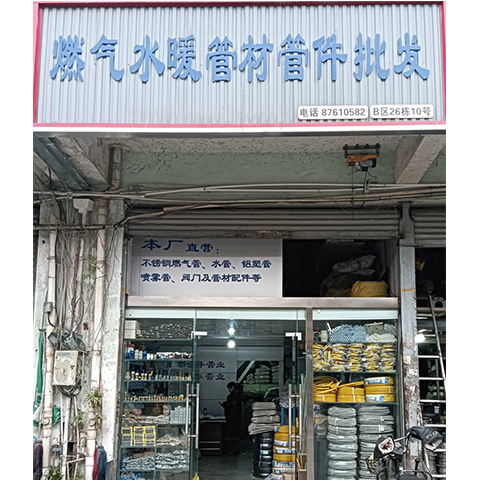 燃气水暖管材管件批发
电话 87610582 B区26栋10号
本厂直营：
不锈钢燃气管、水管、铝塑管
喷雾管、阀门及管材配件等